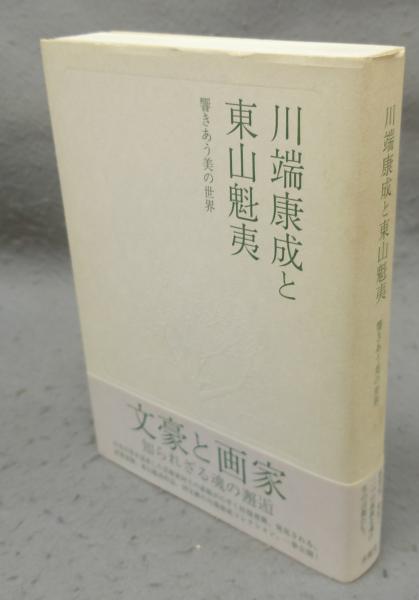 川端康成と
東山魁夷
響きあう美の世界
文豪と画家
知られざる魂の邂逅
川端康成と東山魁夷
響きあう美の世界